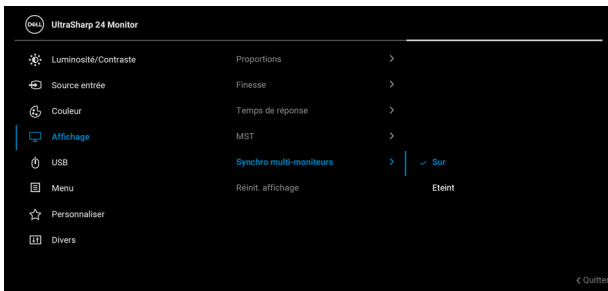 DELL UltraSharp 24 Monitor
Luminosité/Contraste Proportions
Source entrée Finesse
Couleur Temps de réponse
Affichage MST
USB Synchro multi-moniteurs Sur
Menu Réinit. affichage Eteint
Personnaliser
Divers
Quitter